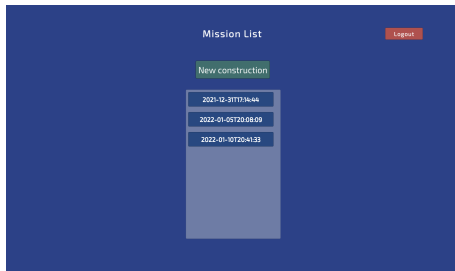 Mission List
Logout
New construction
2021-12-31T17:14:44
2022-01-05T20:08:09
2022-01-10T20:41:33